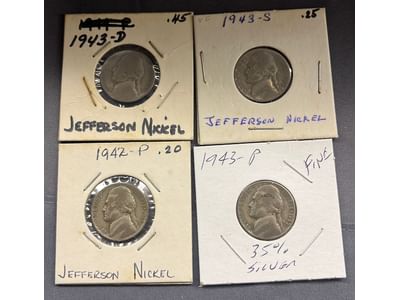 1943-D .45
JEFFERSON NICKEL
1943-S .25
JEFFERSON NICKEL
1942-P .20
JEFFERSON NICKEL
1943-P FINE
35% SILVER